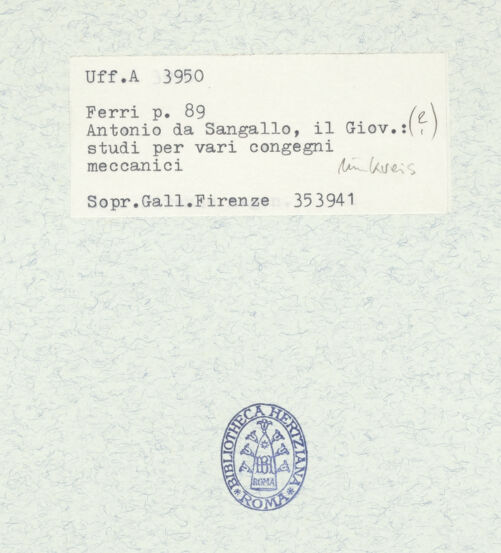 Uff.A 3950
Ferri p. 89
Antonio da Sangallo, il Giov.:(?)
studi per vari congegni
meccanici
Sopr.Gall.Firenze 353941
BIBLIOTHECA HERTZIANA
ROMA
*ROMA*